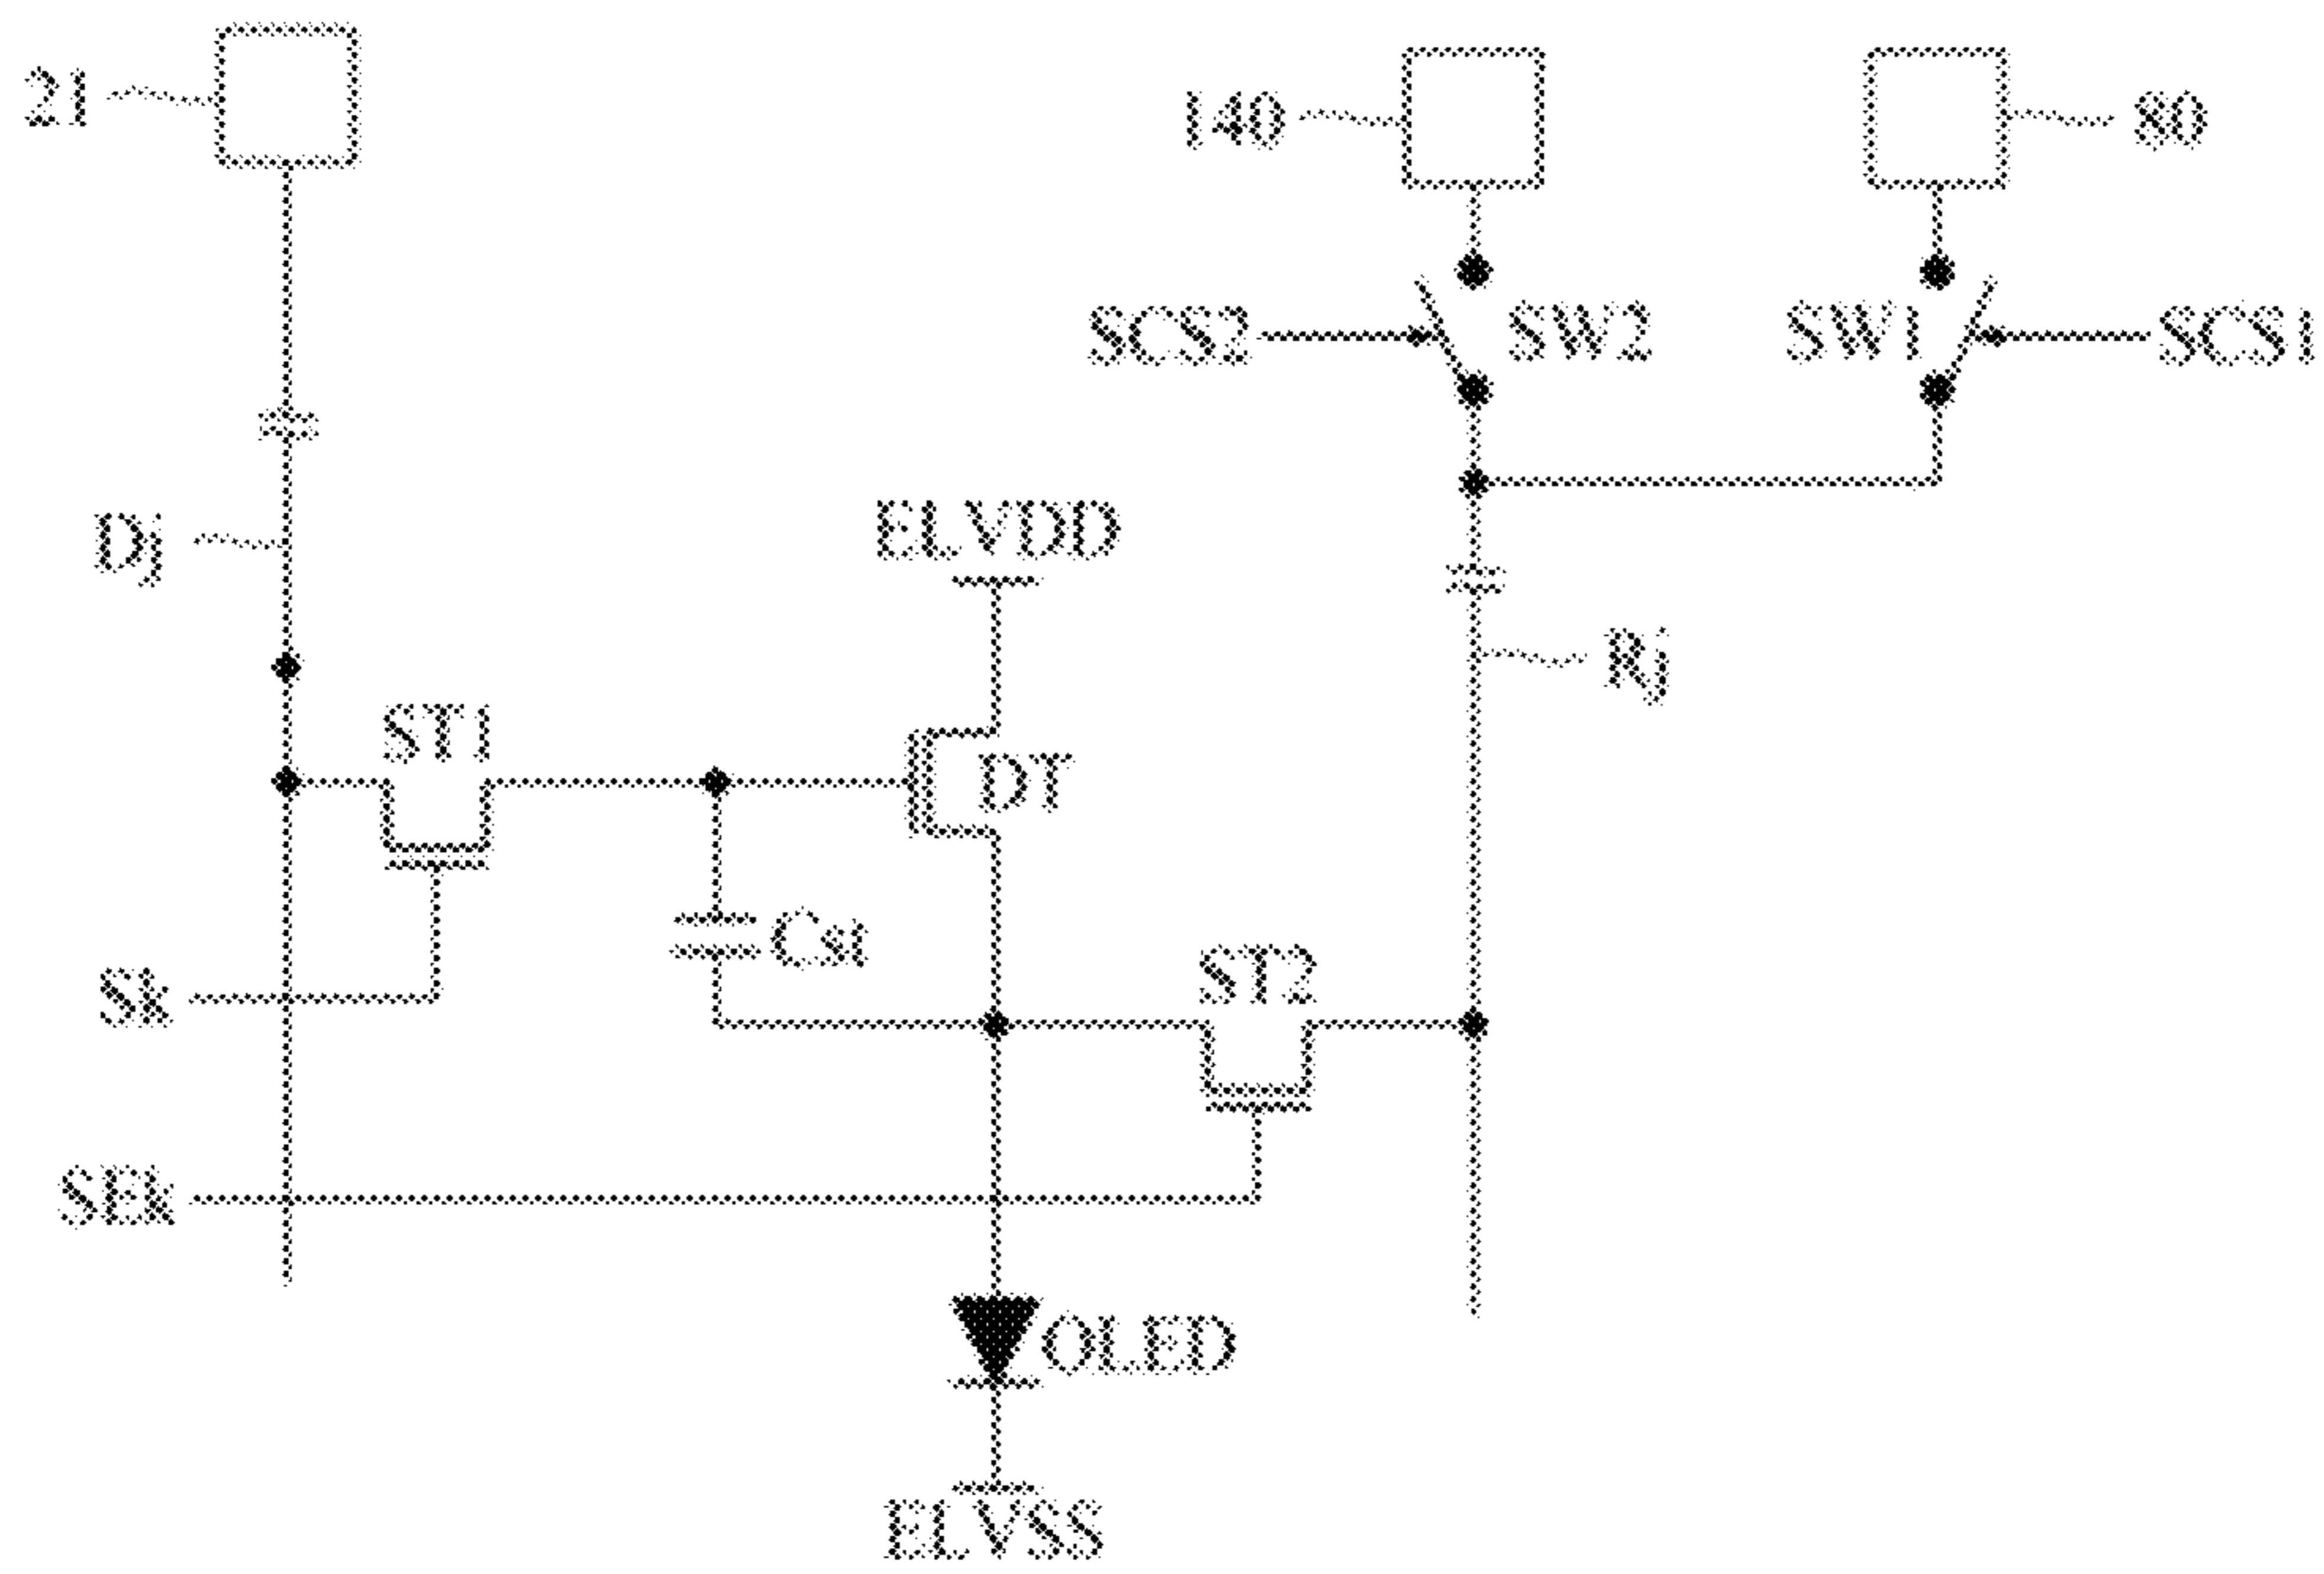 21
140
80
SCS2
SW2
SW1
SCS1
Dj
ELVDD
Rj
ST1
DT
Cst
ST2
Sk
SEk
OLED
ELVSS